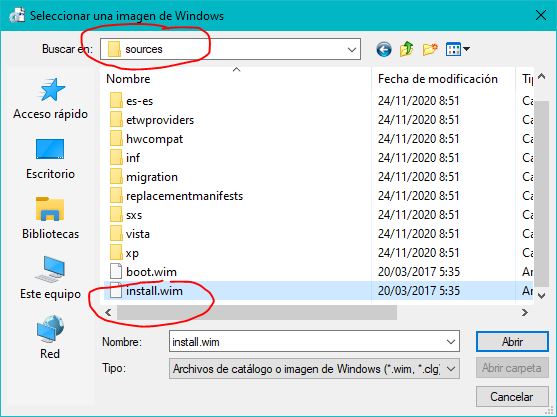 Seleccionar una imagen de Windows
Buscar en: sources
Nombre Fecha de modificación Tip
es-es 24/11/2020 8:51 Ca
etwproviders 24/11/2020 8:51 Ca
hwcompat 24/11/2020 8:51 Ca
inf 24/11/2020 8:51 Ca
migration 24/11/2020 8:51 Ca
replacementmanifests 24/11/2020 8:51 Ca
sxs 24/11/2020 8:51 Ca
vista 24/11/2020 8:51 Ca
xp 24/11/2020 8:51 Ca
boot.wim 20/03/2017 5:35 Ar
install.wim 20/03/2017 5:35 Ar
Acceso rápido
Escritorio
Bibliotecas
Este equipo
Red
Nombre: install.wim Abrir
Tipo: Archivos de catálogo o imagen de Windows (*.wim, *.clg) Abrir carpeta
Cancelar